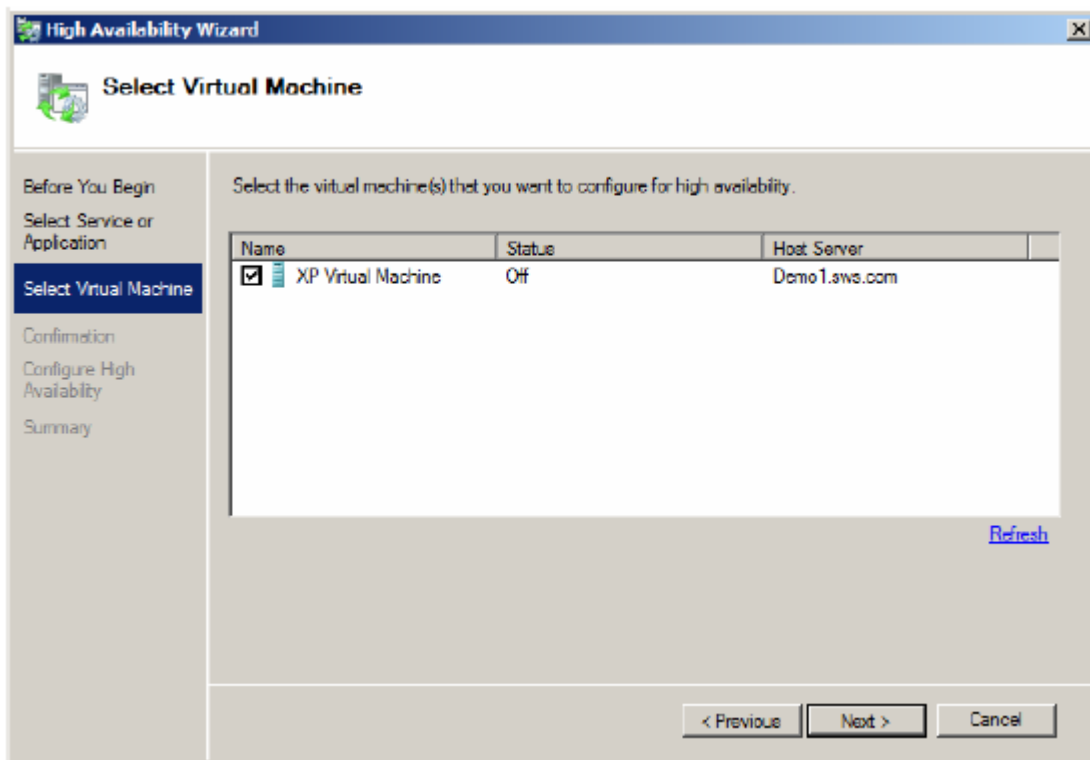 High Availability Wizard
Select Virtual Machine
Before You Begin
Select Service or
Application
Select Virtual Machine
Confirmation
Configure High
Availability
Summary
Select the virtual machine(s) that you want to configure for high availability.
Name Status Host Server
XP Virtual Machine Off Demo1.sws.com
Refresh
< Previous Next > Cancel